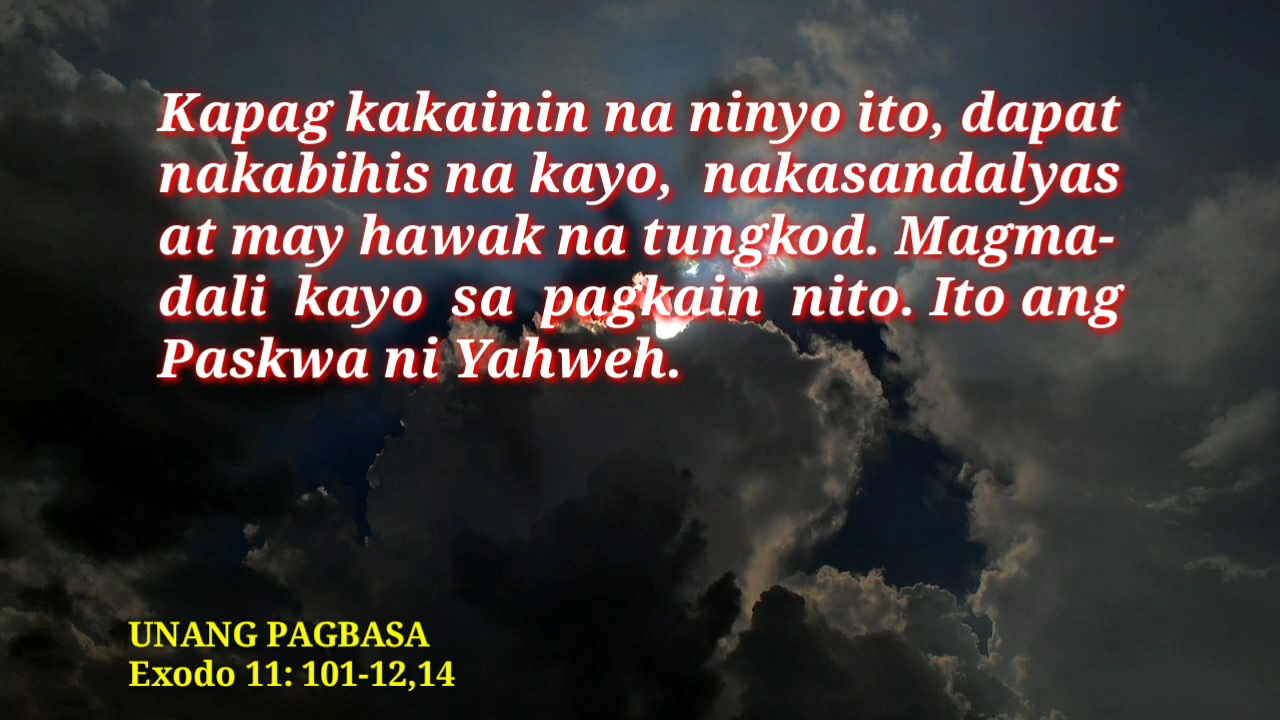 Kapag kakainin na ninyo ito, dapat
nakabihis na kayo, nakasandalyas
at may hawak na tungkod. Magma-
dali kayo sa pagkain nito. Ito ang
Paskwa ni Yahweh.
UNANG PAGBASA
Exodo 11: 101-12,14